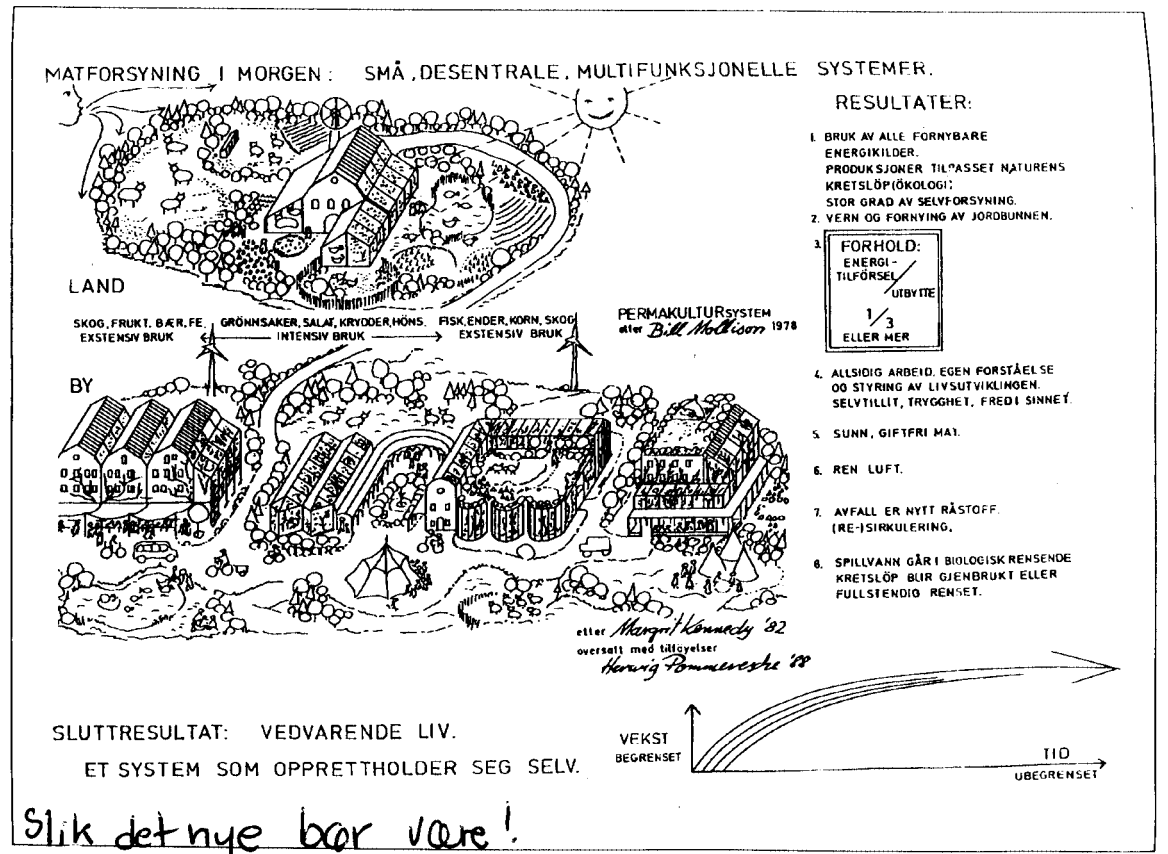 MATFORSYNING I MORGEN: SMÅ, DESENTRALE, MULTIFUNKSJONELLE SYSTEMER.
RESULTATER:
1. BRUK AV ALLE FORNYBARE
ENERGIKILDER.
PRODUKSJONER TILPASSET NATURENS
KRETSLÖP(ÖKOLOGI):
STOR GRAD AV SELVFORSYNING.
2. VERN OG FORNYING AV JORDBUNNEN.
3. FORHOLD:
ENERGI-
TILFÖRSEL/
UTBYTTE
1/3
ELLER MER
4. ALLSIDIG ARBEID, EGEN FORSTÅELSE
OG STYRING AV LIVSUTVIKLINGEN.
SELVTILLIT, TRYGGHET, FRED I SINNET.
5. SUNN, GIFTFRI MAT.
6. REN LUFT.
7. AVFALL ER NYTT RÅSTOFF.
(RE-)SIRKULERING.
8. SPILLVANN GÅR I BIOLOGISK RENSENDE
KRETSLÖP BLIR GJENBRUKT ELLER
FULLSTENDIG RENSET.
LAND
SKOG, FRUKT, BÆR, FE, GRÖNNSAKER, SALAT, KRYDDER, HÖNS, FISK, ENDER, KORN, SKOG
EXSTENSIV BRUK INTENSIV BRUK EXSTENSIV BRUK
PERMAKULTURSYSTEM
etter Bill Mollison 1978
BY
etter Margrit Kennedy '82
oversatt med tilföyelser
Herwig Pommeresche '88
SLUTTRESULTAT: VEDVARENDE LIV.
ET SYSTEM SOM OPPRETTHOLDER SEG SELV.
VEKST
BEGRENSET
TID
UBEGRENSET
Slik det nye bør være!